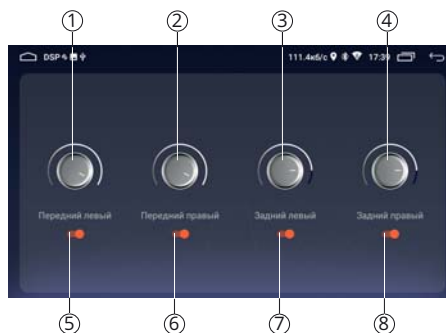 ① ② ③ ④
DSP 111.4кб/с 17:39
Передний левый Передний правый Задний левый Задний правый
⑤ ⑥ ⑦ ⑧